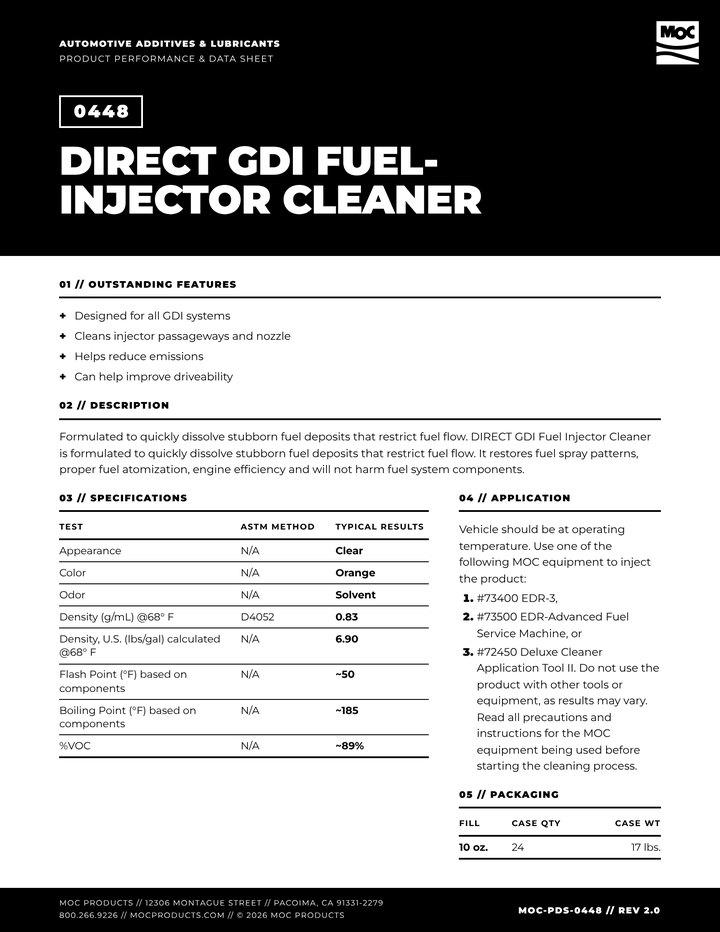 AUTOMOTIVE ADDITIVES & LUBRICANTS
PRODUCT PERFORMANCE & DATA SHEET
MOC
0448
DIRECT GDI FUEL-
INJECTOR CLEANER
01 // OUTSTANDING FEATURES
+ Designed for all GDI systems
+ Cleans injector passageways and nozzle
+ Helps reduce emissions
+ Can help improve driveability
02 // DESCRIPTION
Formulated to quickly dissolve stubborn fuel deposits that restrict fuel flow. DIRECT GDI Fuel Injector Cleaner
is formulated to quickly dissolve stubborn fuel deposits that restrict fuel flow. It restores fuel spray patterns,
proper fuel atomization, engine efficiency and will not harm fuel system components.
03 // SPECIFICATIONS
TEST ASTM METHOD TYPICAL RESULTS
Appearance N/A Clear
Color N/A Orange
Odor N/A Solvent
Density (g/mL) @68° F D4052 0.83
Density, U.S. (lbs/gal) calculated N/A 6.90
@68° F
Flash Point (°F) based on N/A ~50
components
Boiling Point (°F) based on N/A ~185
components
%VOC N/A ~89%
04 // APPLICATION
Vehicle should be at operating
temperature. Use one of the
following MOC equipment to inject
the product:
1. #73400 EDR-3,
2. #73500 EDR-Advanced Fuel
Service Machine, or
3. #72450 Deluxe Cleaner
Application Tool II. Do not use the
product with other tools or
equipment, as results may vary.
Read all precautions and
instructions for the MOC
equipment being used before
starting the cleaning process.
05 // PACKAGING
FILL CASE QTY CASE WT
10 oz. 24 17 lbs.
MOC PRODUCTS // 12306 MONTAGUE STREET // PACOIMA, CA 91331-2279
800.266.9226 // MOCPRODUCTS.COM // © 2026 MOC PRODUCTS
MOC-PDS-0448 // REV 2.0